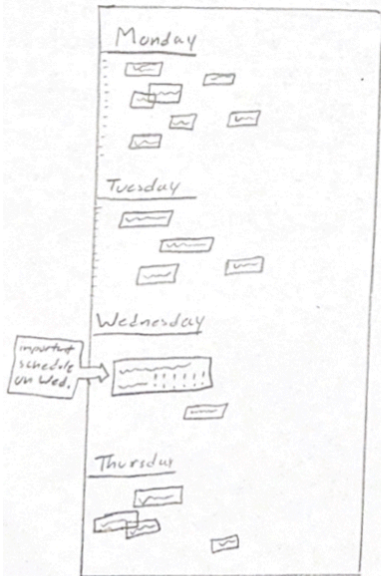 Monday
Tuesday
Wednesday
important
schedule
on Wed.
Thursday